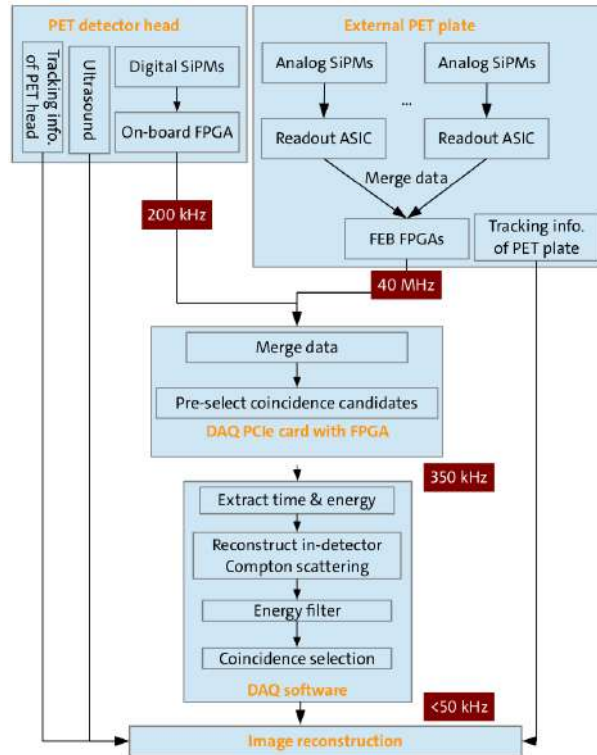 PET detector head
Tracking info.
of PET head
Ultrasound
Digital SiPMs
On-board FPGA
200 kHz
External PET plate
Analog SiPMs
...
Analog SiPMs
Readout ASIC
Readout ASIC
Merge data
FEB FPGAs
Tracking info.
of PET plate
40 MHz
Merge data
Pre-select coincidence candidates
DAQ PCIe card with FPGA
350 kHz
Extract time & energy
Reconstruct in-detector
Compton scattering
Energy filter
Coincidence selection
DAQ software
<50 kHz
Image reconstruction